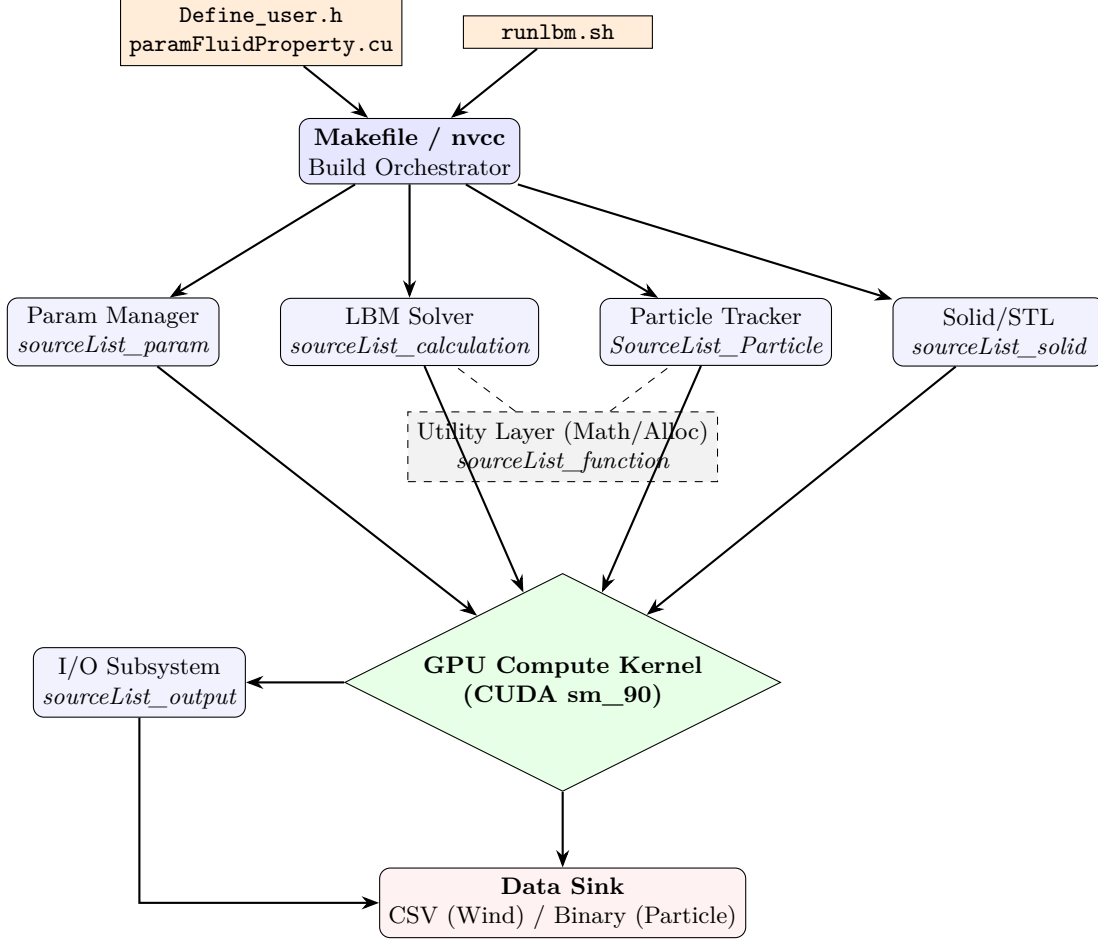 Define_user.h
paramFluidProperty.cu
runlbm.sh
Makefile / nvcc
Build Orchestrator
Param Manager
sourceList_param
LBM Solver
sourceList_calculation
Particle Tracker
SourceList_Particle
Solid/STL
sourceList_solid
Utility Layer (Math/Alloc)
sourceList_function
I/O Subsystem
sourceList_output
GPU Compute Kernel
(CUDA sm_90)
Data Sink
CSV (Wind) / Binary (Particle)